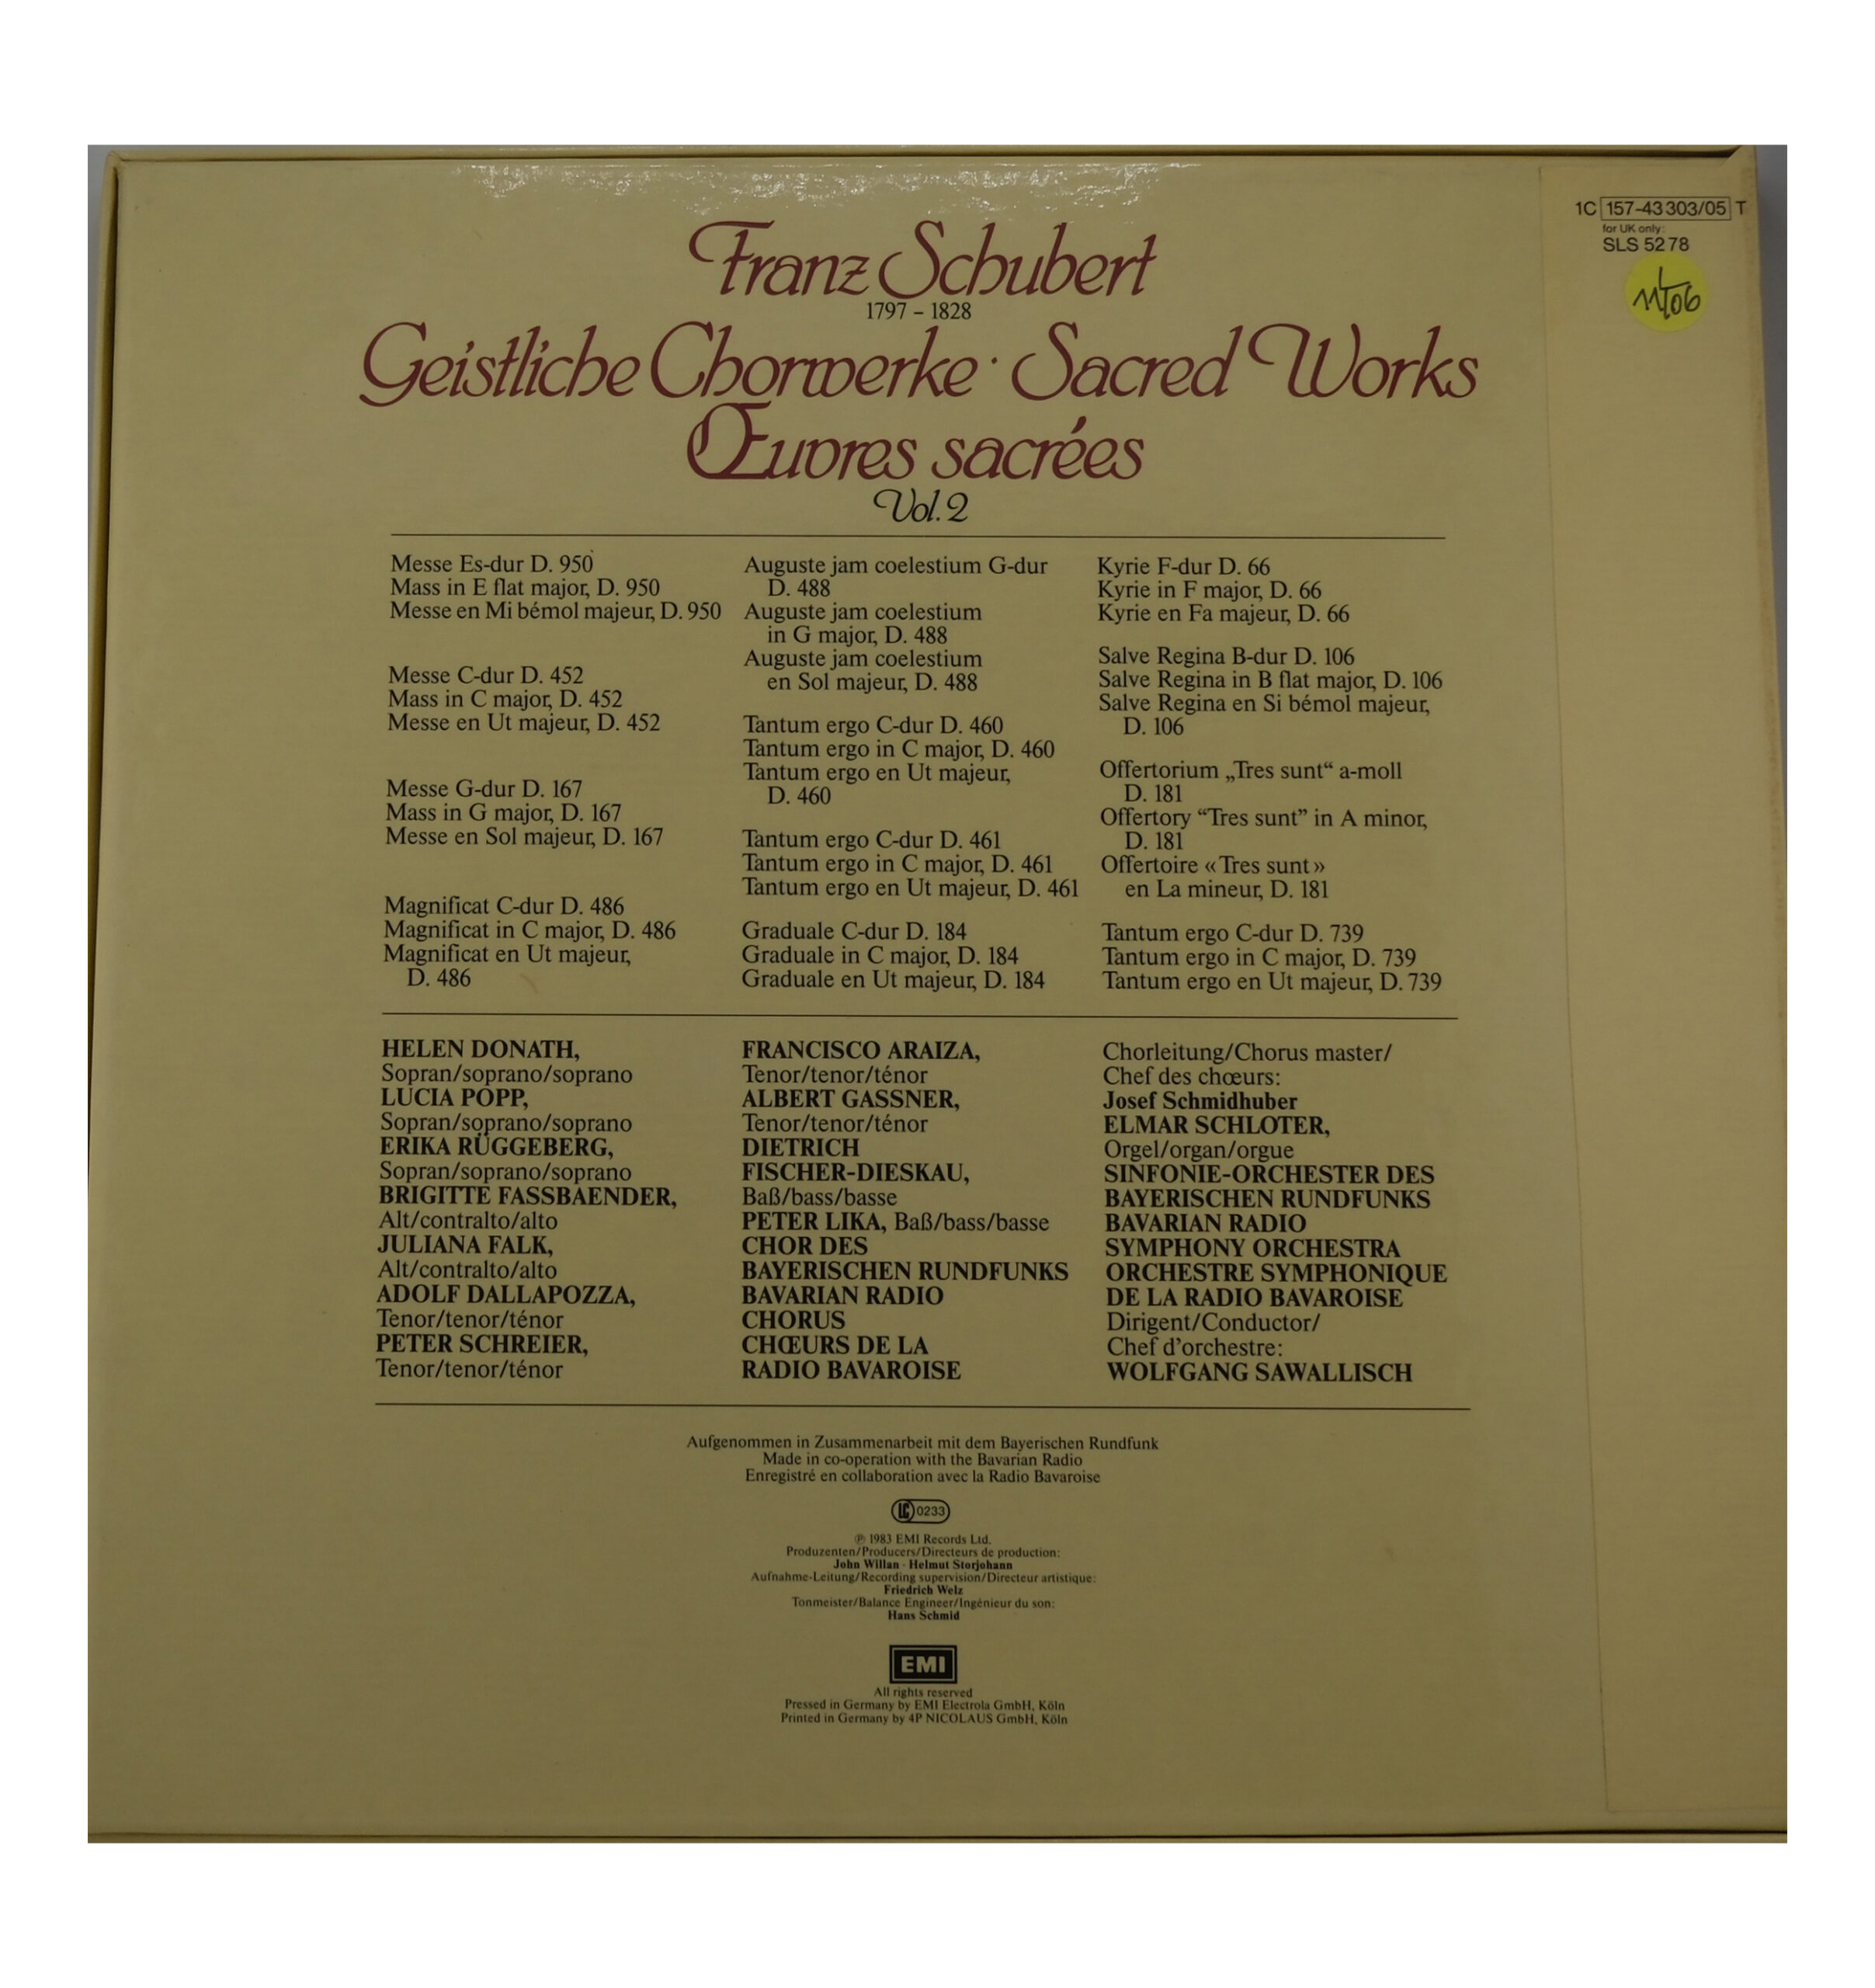 1C 157-43 303/05 T
for UK only:
SLS 5278
Franz Schubert
1797 – 1828
Geistliche Chorwerke · Sacred Works
Œuvres sacrées
Vol. 2
Messe Es-dur D. 950
Mass in E flat major, D. 950
Messe en Mi bémol majeur, D. 950
Messe C-dur D. 452
Mass in C major, D. 452
Messe en Ut majeur, D. 452
Messe G-dur D. 167
Mass in G major, D. 167
Messe en Sol majeur, D. 167
Magnificat C-dur D. 486
Magnificat in C major, D. 486
Magnificat en Ut majeur,
D. 486
Auguste jam coelestium G-dur
D. 488
Auguste jam coelestium
in G major, D. 488
Auguste jam coelestium
en Sol majeur, D. 488
Tantum ergo C-dur D. 460
Tantum ergo in C major, D. 460
Tantum ergo en Ut majeur,
D. 460
Tantum ergo C-dur D. 461
Tantum ergo in C major, D. 461
Tantum ergo en Ut majeur, D. 461
Graduale C-dur D. 184
Graduale in C major, D. 184
Graduale en Ut majeur, D. 184
Kyrie F-dur D. 66
Kyrie in F major, D. 66
Kyrie en Fa majeur, D. 66
Salve Regina B-dur D. 106
Salve Regina in B flat major, D. 106
Salve Regina en Si bémol majeur,
D. 106
Offertorium „Tres sunt“ a-moll
D. 181
Offertory “Tres sunt” in A minor,
D. 181
Offertoire «Tres sunt»
en La mineur, D. 181
Tantum ergo C-dur D. 739
Tantum ergo in C major, D. 739
Tantum ergo en Ut majeur, D. 739
HELEN DONATH,
Sopran/soprano/soprano
LUCIA POPP,
Sopran/soprano/soprano
ERIKA RÜGGEBERG,
Sopran/soprano/soprano
BRIGITTE FASSBAENDER,
Alt/contralto/alto
JULIANA FALK,
Alt/contralto/alto
ADOLF DALLAPOZZA,
Tenor/tenor/ténor
PETER SCHREIER,
Tenor/tenor/ténor
FRANCISCO ARAIZA,
Tenor/tenor/ténor
ALBERT GASSNER,
Tenor/tenor/ténor
DIETRICH
FISCHER-DIESKAU,
Baß/bass/basse
PETER LIKA, Baß/bass/basse
CHOR DES
BAYERISCHEN RUNDFUNKS
BAVARIAN RADIO
CHORUS
CHŒURS DE LA
RADIO BAVAROISE
Chorleitung/Chorus master/
Chef des chœurs:
Josef Schmidhuber
ELMAR SCHLOTER,
Orgel/organ/orgue
SINFONIE-ORCHESTER DES
BAYERISCHEN RUNDFUNKS
BAVARIAN RADIO
SYMPHONY ORCHESTRA
ORCHESTRE SYMPHONIQUE
DE LA RADIO BAVAROISE
Dirigent/Conductor/
Chef d’orchestre:
WOLFGANG SAWALLISCH
Aufgenommen in Zusammenarbeit mit dem Bayerischen Rundfunk
Made in co-operation with the Bavarian Radio
Enregistré en collaboration avec la Radio Bavaroise
LC 0233
℗ 1983 EMI Records Ltd.
Produzenten/Producers/Directeurs de production:
John Willan · Helmut Storjohann
Aufnahme-Leitung/Recording supervision/Directeur artistique:
Friedrich Welz
Tonmeister/Balance Engineer/Ingénieur du son:
Hans Schmid
EMI
All rights reserved
Pressed in Germany by EMI Electrola GmbH, Köln
Printed in Germany by 4P NICOLAUS GmbH, Köln